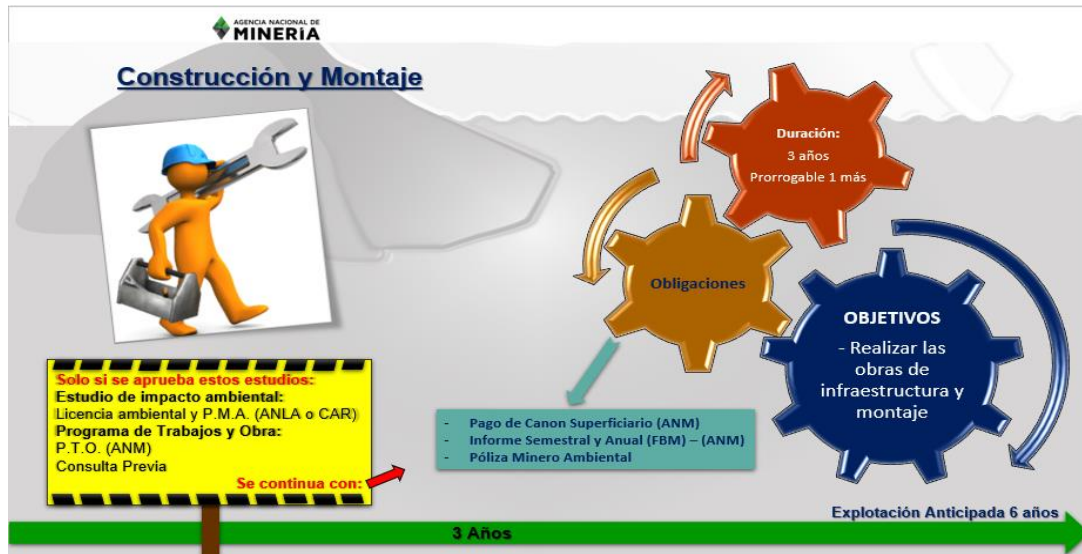 AGENCIA NACIONAL DE
MINERÍA
Construcción y Montaje
Duración:
3 años
Prorrogable 1 más
Obligaciones
OBJETIVOS
- Realizar las
obras de
infraestructura y
montaje
Solo si se aprueba estos estudios:
Estudio de impacto ambiental:
Licencia ambiental y P.M.A. (ANLA o CAR)
Programa de Trabajos y Obra:
P.T.O. (ANM)
Consulta Previa
Se continua con:
- Pago de Canon Superficiario (ANM)
- Informe Semestral y Anual (FBM) – (ANM)
- Póliza Minero Ambiental
Explotación Anticipada 6 años
3 Años